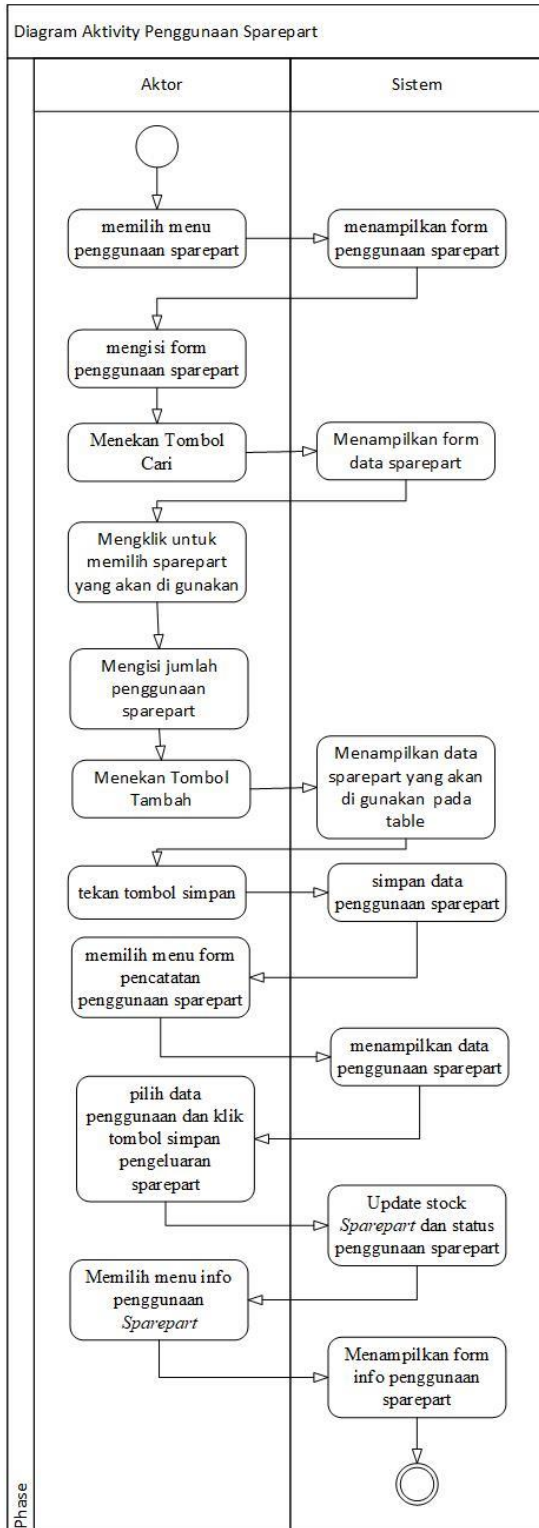 Diagram Aktivity Penggunaan Sparepart
Aktor
Sistem
memilih menu
penggunaan sparepart
menampilkan form
penggunaan sparepart
mengisi form
penggunaan sparepart
Menekan Tombol
Cari
Menampilkan form
data sparepart
Mengklik untuk
memilih sparepart
yang akan di gunakan
Mengisi jumlah
penggunaan
sparepart
Menekan Tombol
Tambah
Menampilkan data
sparepart yang akan
di gunakan pada
table
tekan tombol simpan
simpan data
penggunaan sparepart
memilih menu form
pencatatan
penggunaan sparepart
menampilkan data
penggunaan sparepart
pilih data
penggunaan dan klik
tombol simpan
pengeluaran
sparepart
Update stock
Sparepart dan status
penggunaan sparepart
Memilih menu info
penggunaan
Sparepart
Menampilkan form
info penggunaan
sparepart
Phase